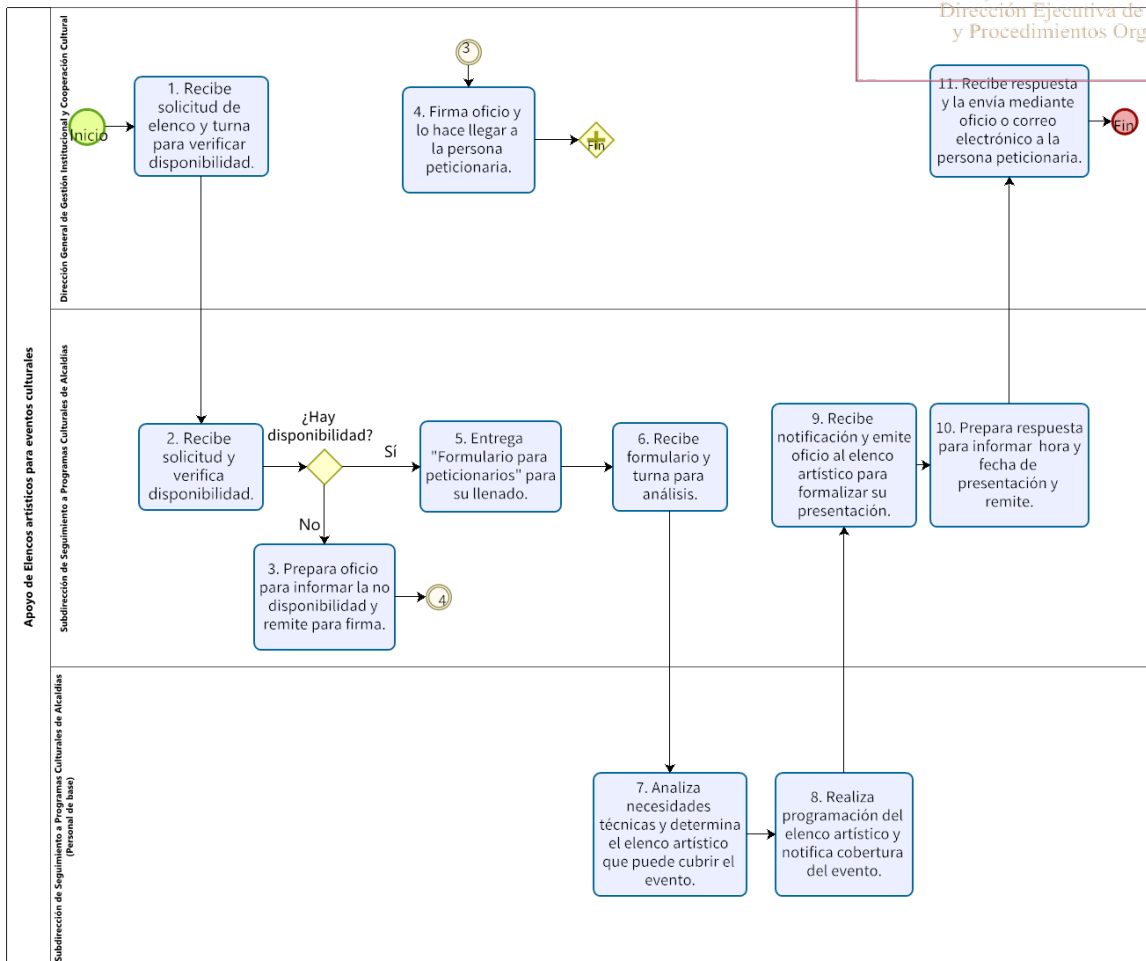 Dirección Ejecutiva de
y Procedimientos Org
Apoyo de Elencos artísticos para eventos culturales
Dirección General de Gestión Institucional y Cooperación Cultural
Inicio
1. Recibe
solicitud de
elenco y turna
para verificar
disponibilidad.
3
4. Firma oficio y
lo hace llegar a
la persona
peticionaria.
Fin
11. Recibe respuesta
y la envía mediante
oficio o correo
electrónico a la
persona peticionaria.
Fin
Subdirección de Seguimiento a Programas Culturales de Alcaldías
2. Recibe
solicitud y
verifica
disponibilidad.
¿Hay
disponibilidad?
Sí
No
3. Prepara oficio
para informar la no
disponibilidad y
remite para firma.
4
5. Entrega
"Formulario para
peticionarios" para
su llenado.
6. Recibe
formulario y
turna para
análisis.
9. Recibe
notificación y emite
oficio al elenco
artístico para
formalizar su
presentación.
10. Prepara respuesta
para informar hora y
fecha de
presentación y
remite.
Subdirección de Seguimiento a Programas Culturales de Alcaldías
(Personal de base)
7. Analiza
necesidades
técnicas y determina
el elenco artístico
que puede cubrir el
evento.
8. Realiza
programación del
elenco artístico y
notifica cobertura
del evento.